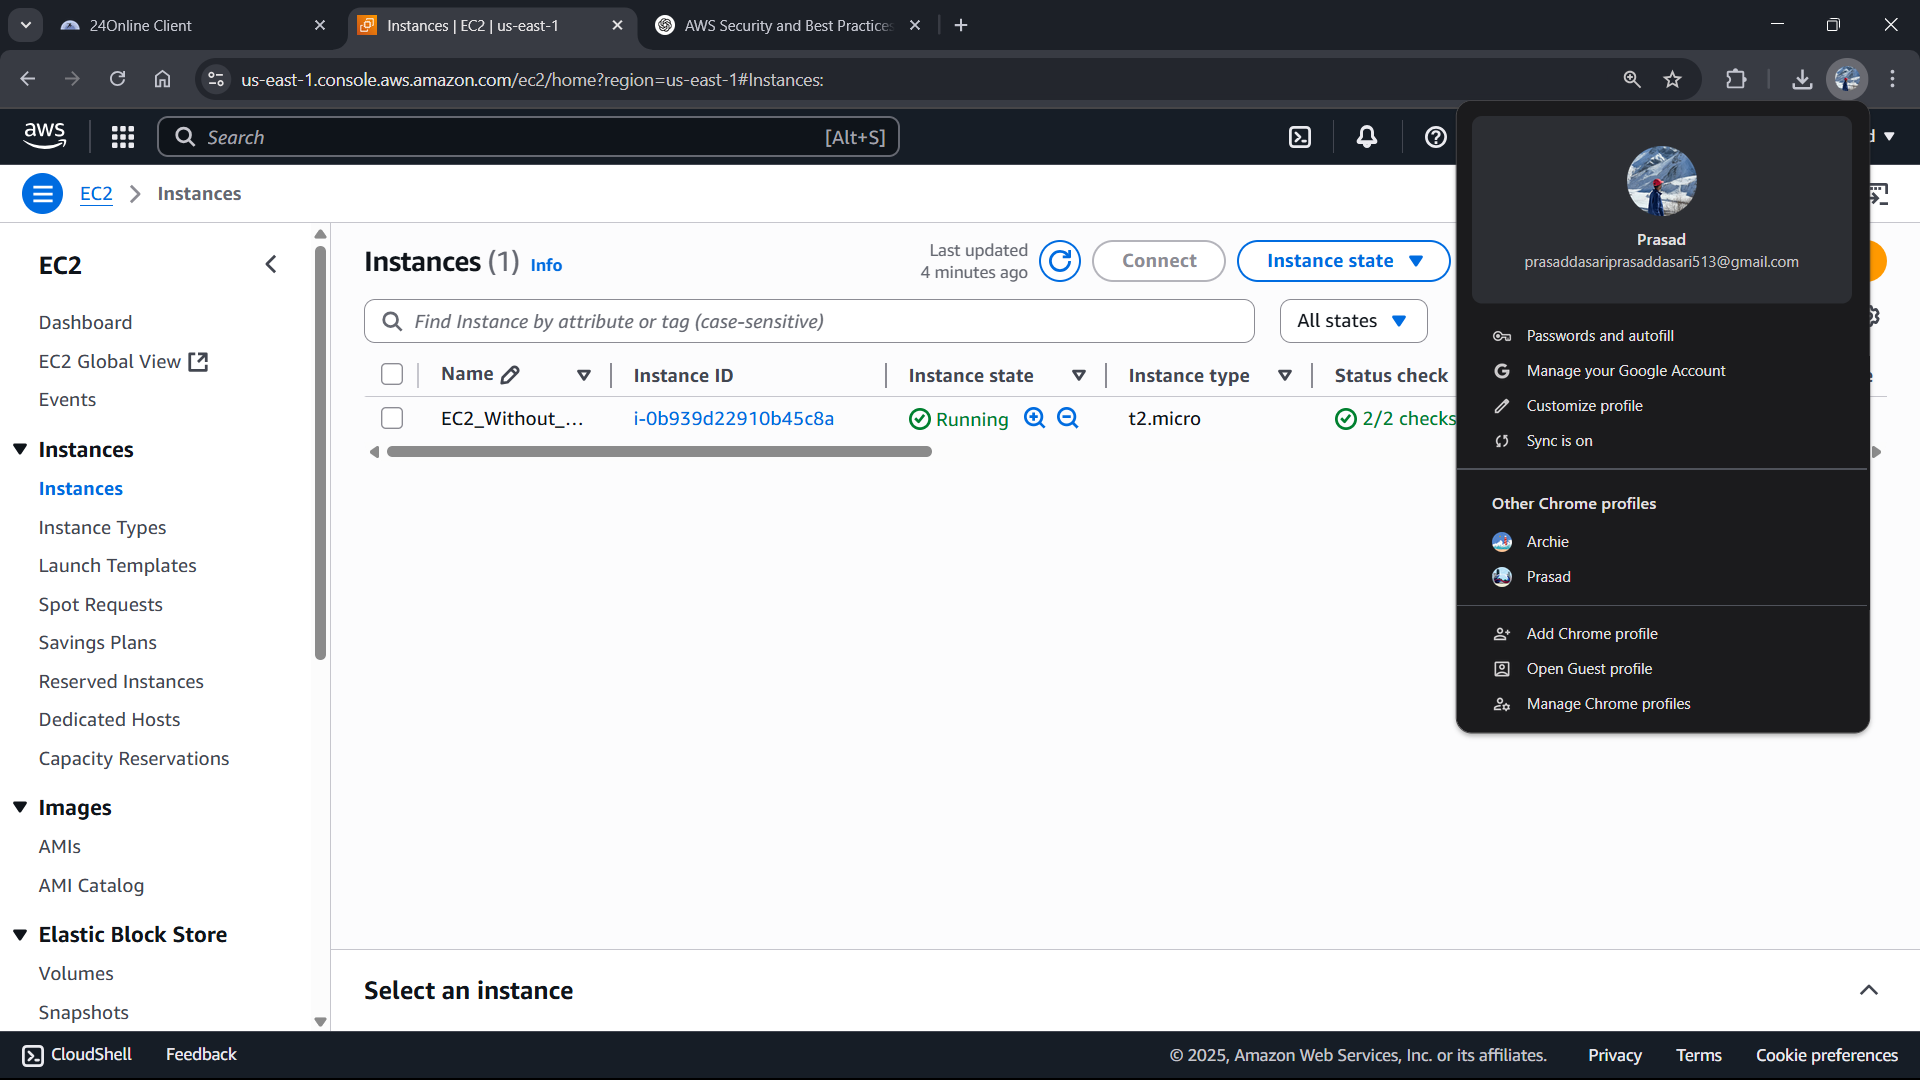 24Online Client
Instances | EC2 | us-east-1
AWS Security and Best Practices
us-east-1.console.aws.amazon.com/ec2/home?region=us-east-1#Instances:
aws
Search
[Alt+S]
EC2
Instances
EC2
Dashboard
EC2 Global View
Events
Instances
Instances
Instance Types
Launch Templates
Spot Requests
Savings Plans
Reserved Instances
Dedicated Hosts
Capacity Reservations
Images
AMIs
AMI Catalog
Elastic Block Store
Volumes
Snapshots
Instances (1) Info
Last updated
4 minutes ago
Connect
Instance state
Find Instance by attribute or tag (case-sensitive)
All states
Name
Instance ID
Instance state
Instance type
Status check
EC2_Without_...
i-0b939d22910b45c8a
Running
t2.micro
2/2 checks
Select an instance
Prasad
prasaddasariprasaddasari513@gmail.com
Passwords and autofill
Manage your Google Account
Customize profile
Sync is on
Other Chrome profiles
Archie
Prasad
Add Chrome profile
Open Guest profile
Manage Chrome profiles
CloudShell
Feedback
© 2025, Amazon Web Services, Inc. or its affiliates.
Privacy
Terms
Cookie preferences